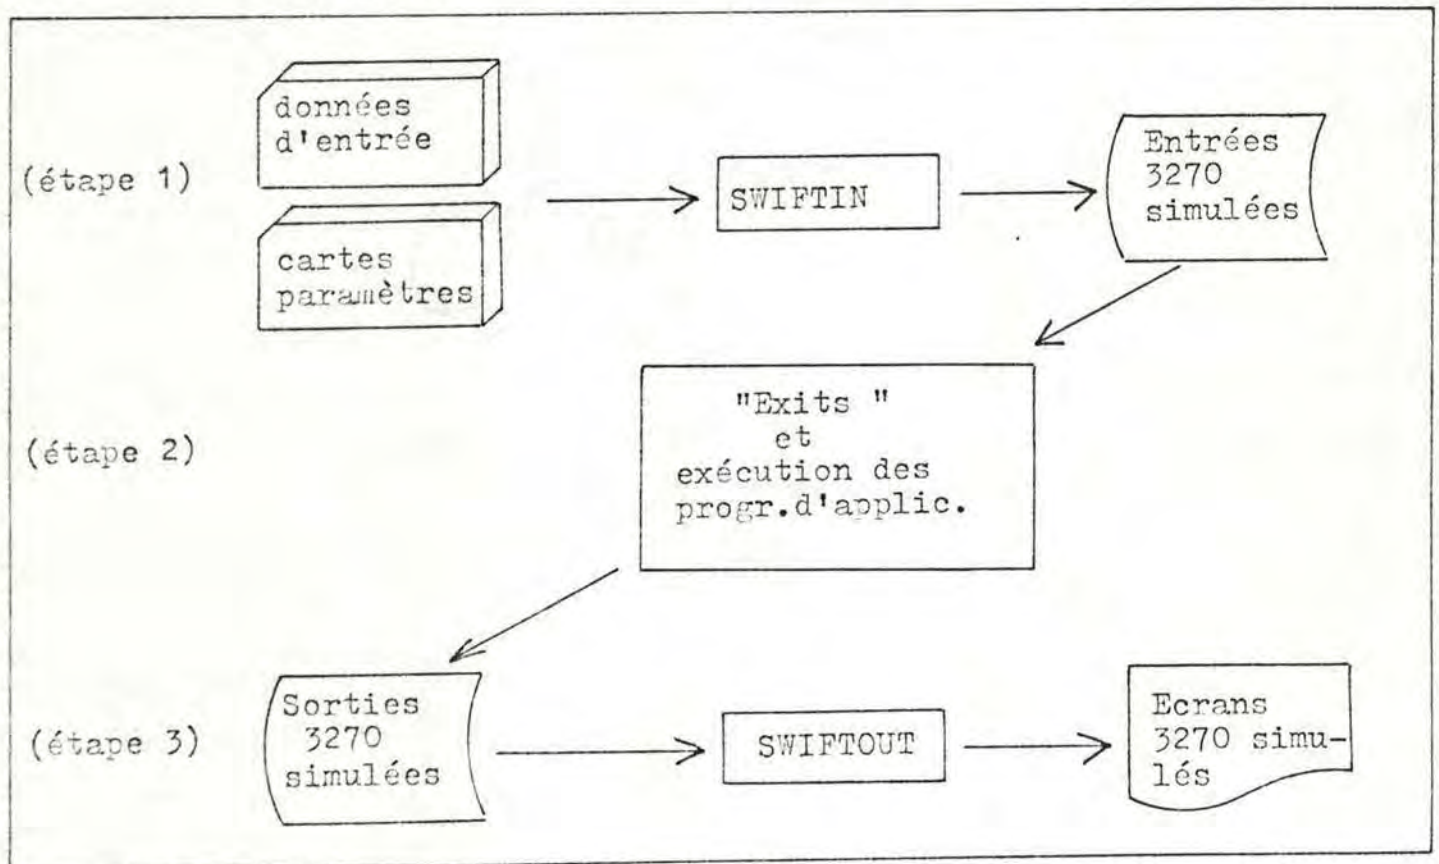 données
d'entrée
(étape 1)
cartes
paramètres
SWIFTIN
Entrées
3270
simulées
(étape 2)
"Exits "
et
exécution des
progr.d'applic.
(étape 3)
Sorties
3270
simulées
SWIFTOUT
Ecrans
3270 simu-
lés